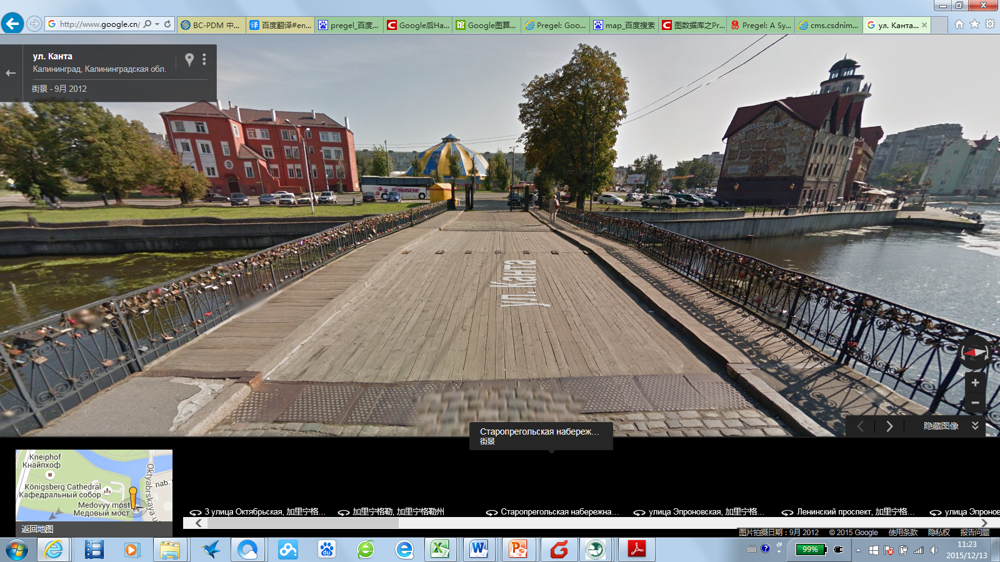 http://www.google.cn/
BC-PDM 中...
百度翻译#en...
pregel_百度...
Google后Ha...
Google图算...
Pregel: Goo...
map_百度搜索
图数据库之Pr...
Pregel: A Sy...
cms.csdnim...
ул. Канта...
ул. Канта
Калининград, Калининградская обл.
街景 - 9月 2012
ул. Канта
隐藏图像
Старопрегольская набереж...
街景
Kneiphof
Кнайпхоф
Königsberg Cathedral
Кафедральный собор
Medovyy most
Медовый мост
Oktyabrskaya ul
nab.
返回地图
3 улица Октябрьская, 加里宁格...
加里宁格勒, 加里宁格勒州
Старопрегольская набережна...
улица Эпроновская, 加里宁格...
Ленинский проспект, 加里宁格...
улица Эпронов
图片拍摄日期：9月 2012
© 2015 Google
使用条款
隐私权
报告问题
99%
11:23
2015/12/13